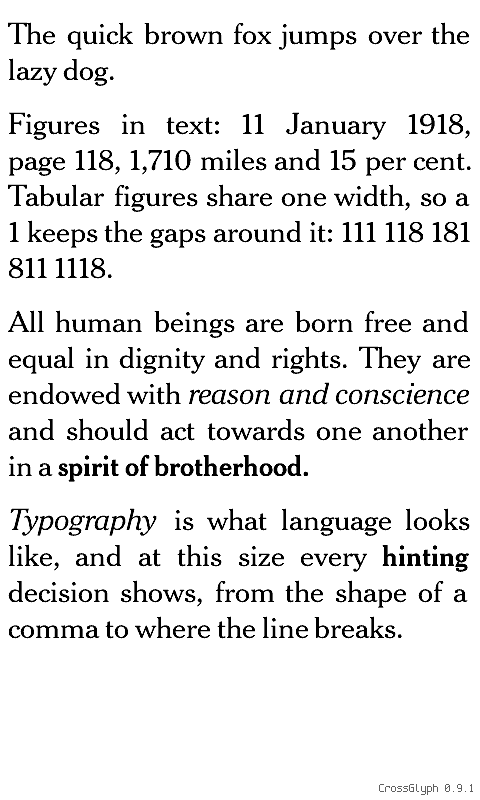 The quick brown fox jumps over the
lazy dog.
Figures in text: 11 January 1918,
page 118, 1,710 miles and 15 per cent.
Tabular figures share one width, so a
1 keeps the gaps around it: 111 118 181
811 1118.
All human beings are born free and
equal in dignity and rights. They are
endowed with reason and conscience
and should act towards one another
in a spirit of brotherhood.
Typography is what language looks
like, and at this size every hinting
decision shows, from the shape of a
comma to where the line breaks.
CrossGlyph 0.9.1